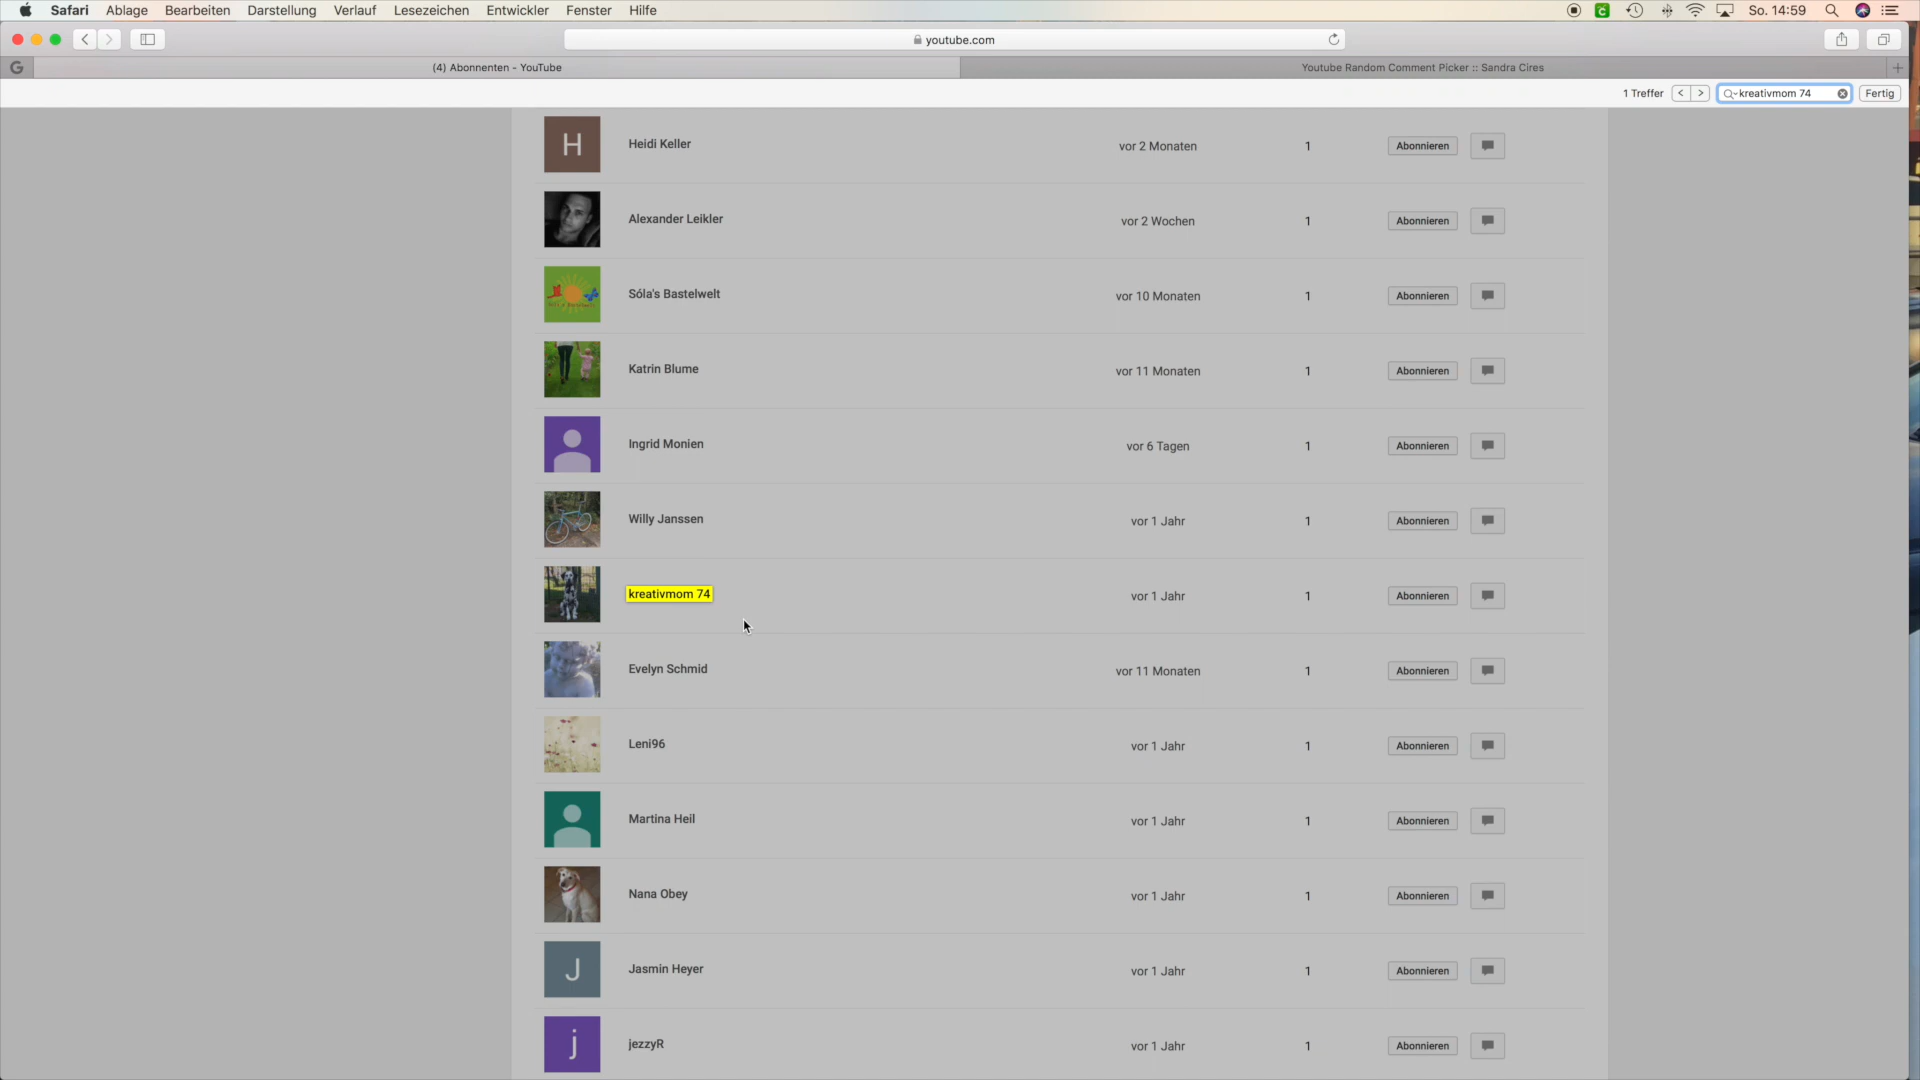 Safari Ablage Bearbeiten Darstellung Verlauf Lesezeichen Entwickler Fenster Hilfe So. 14:59
youtube.com
G (4) Abonnenten - YouTube Youtube Random Comment Picker :: Sandra Cires
1 Treffer kreativmom 74 Fertig
H Heidi Keller vor 2 Monaten 1 Abonnieren
Alexander Leikler vor 2 Wochen 1 Abonnieren
Sóla's Bastelwelt vor 10 Monaten 1 Abonnieren
Katrin Blume vor 11 Monaten 1 Abonnieren
Ingrid Monien vor 6 Tagen 1 Abonnieren
Willy Janssen vor 1 Jahr 1 Abonnieren
kreativmom 74 vor 1 Jahr 1 Abonnieren
Evelyn Schmid vor 11 Monaten 1 Abonnieren
Leni96 vor 1 Jahr 1 Abonnieren
Martina Heil vor 1 Jahr 1 Abonnieren
Nana Obey vor 1 Jahr 1 Abonnieren
J Jasmin Heyer vor 1 Jahr 1 Abonnieren
j jezzyR vor 1 Jahr 1 Abonnieren